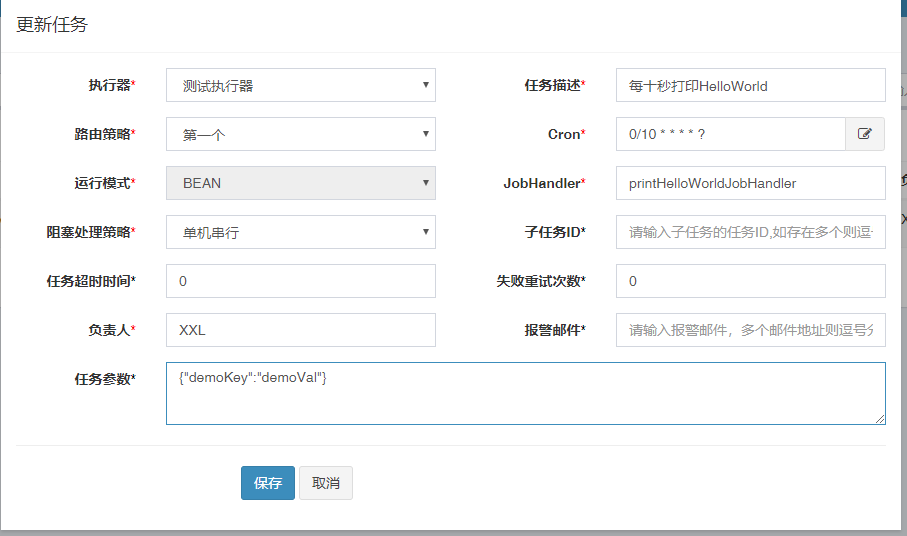 更新任务
执行器* 测试执行器 任务描述* 每十秒打印HelloWorld
路由策略* 第一个 Cron* 0/10 * * * * ?
运行模式* BEAN JobHandler* printHelloWorldJobHandler
阻塞处理策略* 单机串行 子任务ID* 请输入子任务的任务ID,如存在多个则逗
任务超时时间* 0 失败重试次数* 0
负责人* XXL 报警邮件* 请输入报警邮件，多个邮件地址则逗号分
任务参数* {"demoKey":"demoVal"}
保存 取消